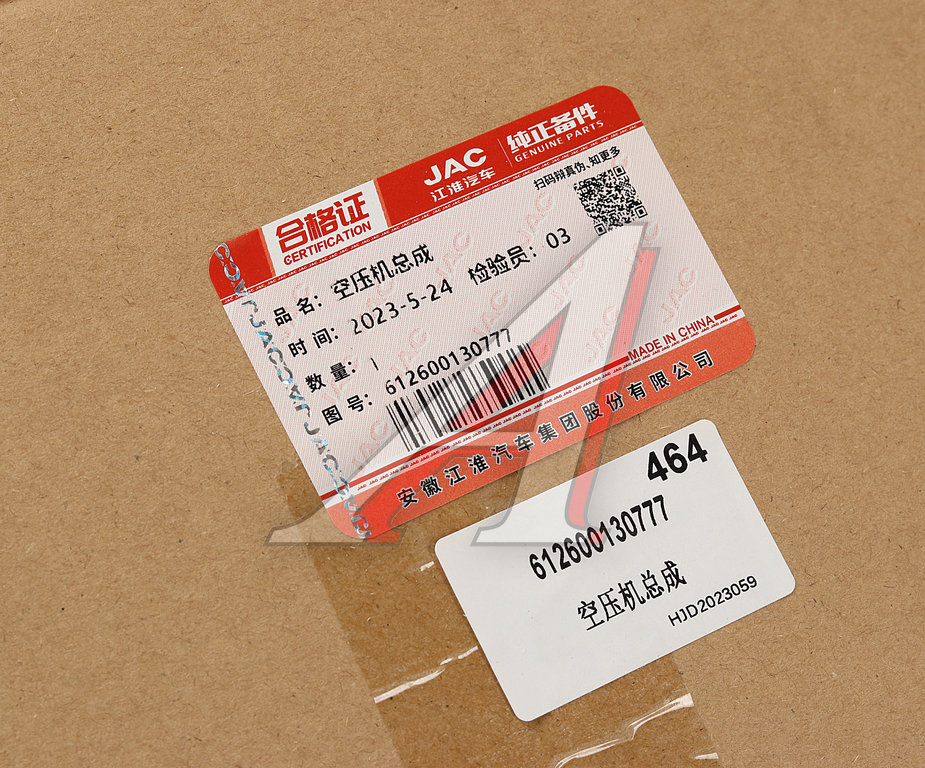 合格证
CERTIFICATION
JAC
江淮汽车
纯正备件
GENUINE PARTS
扫码辩真伪、知更多
品名：空压机总成
时间：2023-5-24 检验员：03
数量：1
图号：612600130777
MADE IN CHINA
安徽江淮汽车集团股份有限公司
464
612600130777
空压机总成
HJD2023059